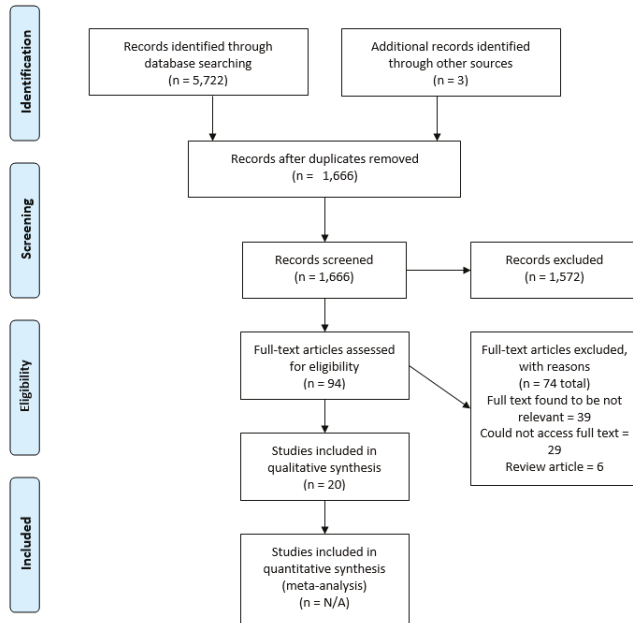 Identification
Records identified through
database searching
(n = 5,722)
Additional records identified
through other sources
(n = 3)
Records after duplicates removed
(n = 1,666)
Screening
Records screened
(n = 1,666)
Records excluded
(n = 1,572)
Eligibility
Full-text articles assessed
for eligibility
(n = 94)
Full-text articles excluded,
with reasons
(n = 74 total)
Full text found to be not
relevant = 39
Could not access full text =
29
Review article = 6
Studies included in
qualitative synthesis
(n = 20)
Included
Studies included in
quantitative synthesis
(meta-analysis)
(n = N/A)